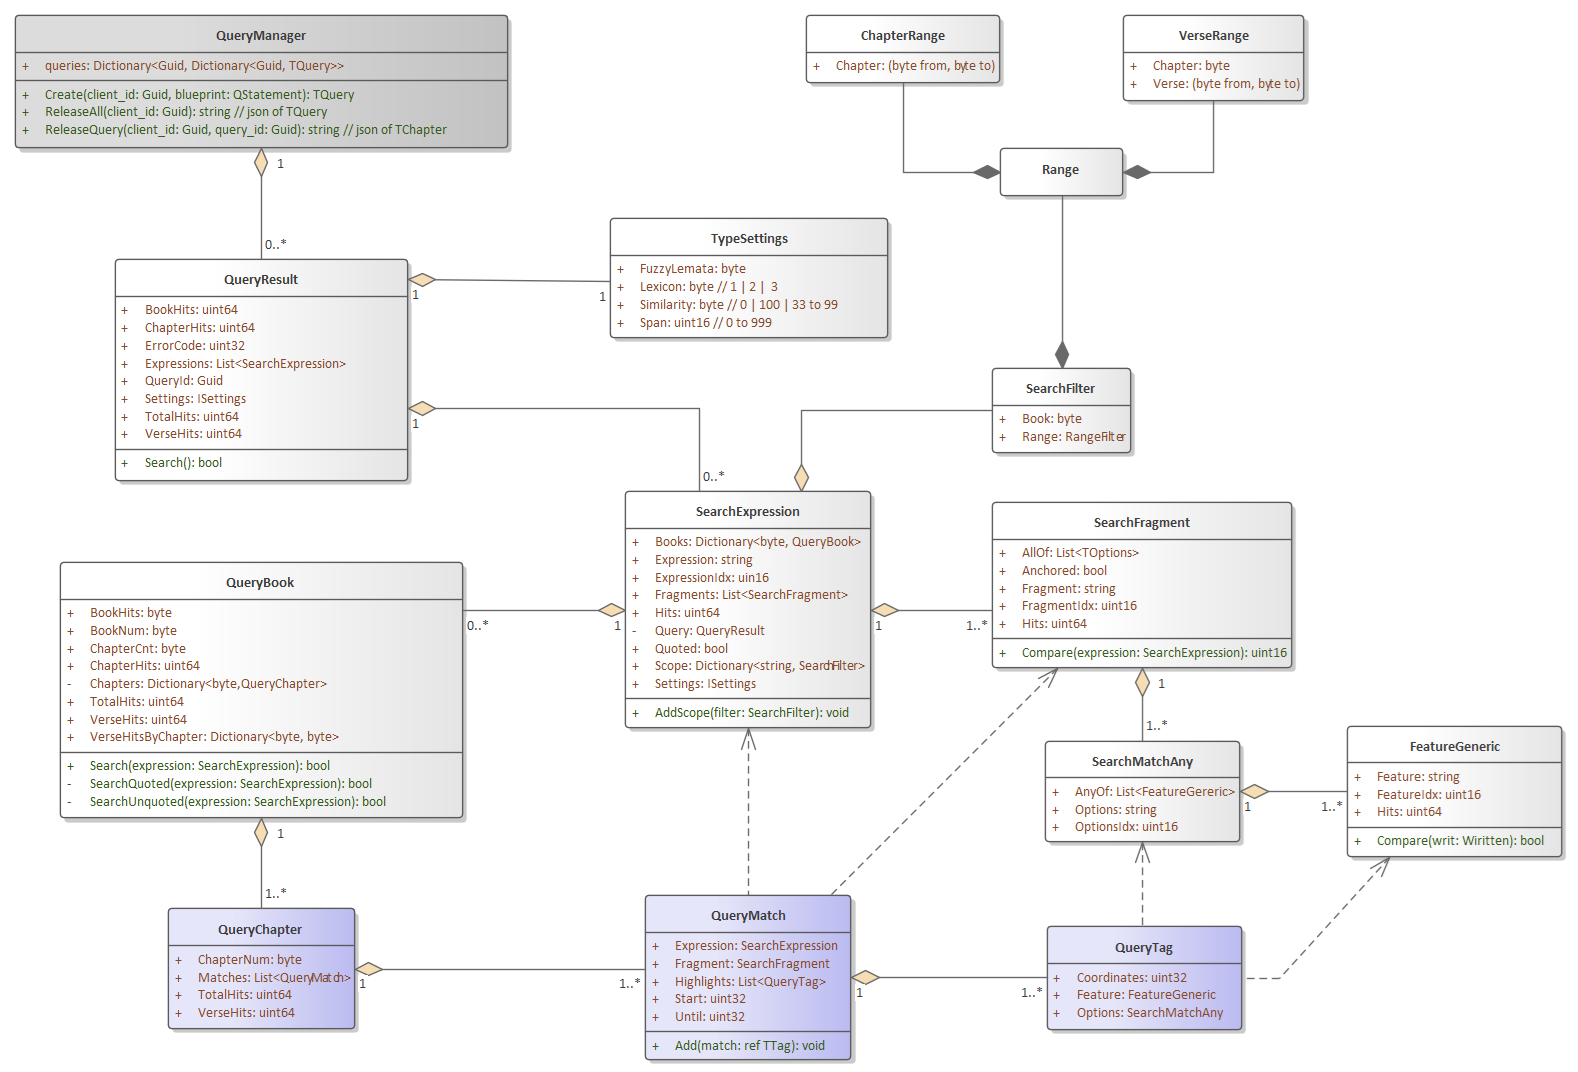 QueryManager
+ queries: Dictionary<Guid, Dictionary<Guid, TQuery>>
+ Create(client_id: Guid, blueprint: QStatement): TQuery
+ ReleaseAll(client_id: Guid): string // json of TQuery
+ ReleaseQuery(client_id: Guid, query_id: Guid): string // json of TChapter
ChapterRange
+ Chapter: (byte from, byte to)
VerseRange
+ Chapter: byte
+ Verse: (byte from, byte to)
Range
1
0..*
QueryResult
+ BookHits: uint64
+ ChapterHits: uint64
+ ErrorCode: uint32
+ Expressions: List<SearchExpression>
+ QueryId: Guid
+ Settings: ISettings
+ TotalHits: uint64
+ VerseHits: uint64
+ Search(): bool
1
1
TypeSettings
+ FuzzyLemata: byte
+ Lexicon: byte // 1 | 2 | 3
+ Similarity: byte // 0 | 100 | 33 to 99
+ Span: uint16 // 0 to 999
1
0..*
SearchFilter
+ Book: byte
+ Range: RangeFilter
SearchExpression
+ Books: Dictionary<byte, QueryBook>
+ Expression: string
+ ExpressionIdx: uin16
+ Fragments: List<SearchFragment>
+ Hits: uint64
- Query: QueryResult
+ Quoted: bool
+ Scope: Dictionary<string, SearchFilter>
+ Settings: ISettings
+ AddScope(filter: SearchFilter): void
SearchFragment
+ AllOf: List<TOptions>
+ Anchored: bool
+ Fragment: string
+ FragmentIdx: uint16
+ Hits: uint64
+ Compare(expression: SearchExpression): uint16
1
1..*
QueryBook
+ BookHits: byte
+ BookNum: byte
+ ChapterCnt: byte
+ ChapterHits: uint64
- Chapters: Dictionary<byte,QueryChapter>
+ TotalHits: uint64
+ VerseHits: uint64
+ VerseHitsByChapter: Dictionary<byte, byte>
+ Search(expression: SearchExpression): bool
- SearchQuoted(expression: SearchExpression): bool
- SearchUnquoted(expression: SearchExpression): bool
0..*
1
1
1..*
SearchMatchAny
+ AnyOf: List<FeatureGereric>
+ Options: string
+ OptionsIdx: uint16
1
1..*
FeatureGeneric
+ Feature: string
+ FeatureIdx: uint16
+ Hits: uint64
+ Compare(writ: Wiritten): bool
1
1..*
QueryChapter
+ ChapterNum: byte
+ Matches: List<QueryMatch>
+ TotalHits: uint64
+ VerseHits: uint64
1
1..*
QueryMatch
+ Expression: SearchExpression
+ Fragment: SearchFragment
+ Highlights: List<QueryTag>
+ Start: uint32
+ Until: uint32
+ Add(match: ref TTag): void
1
1..*
QueryTag
+ Coordinates: uint32
+ Feature: FeatureGeneric
+ Options: SearchMatchAny